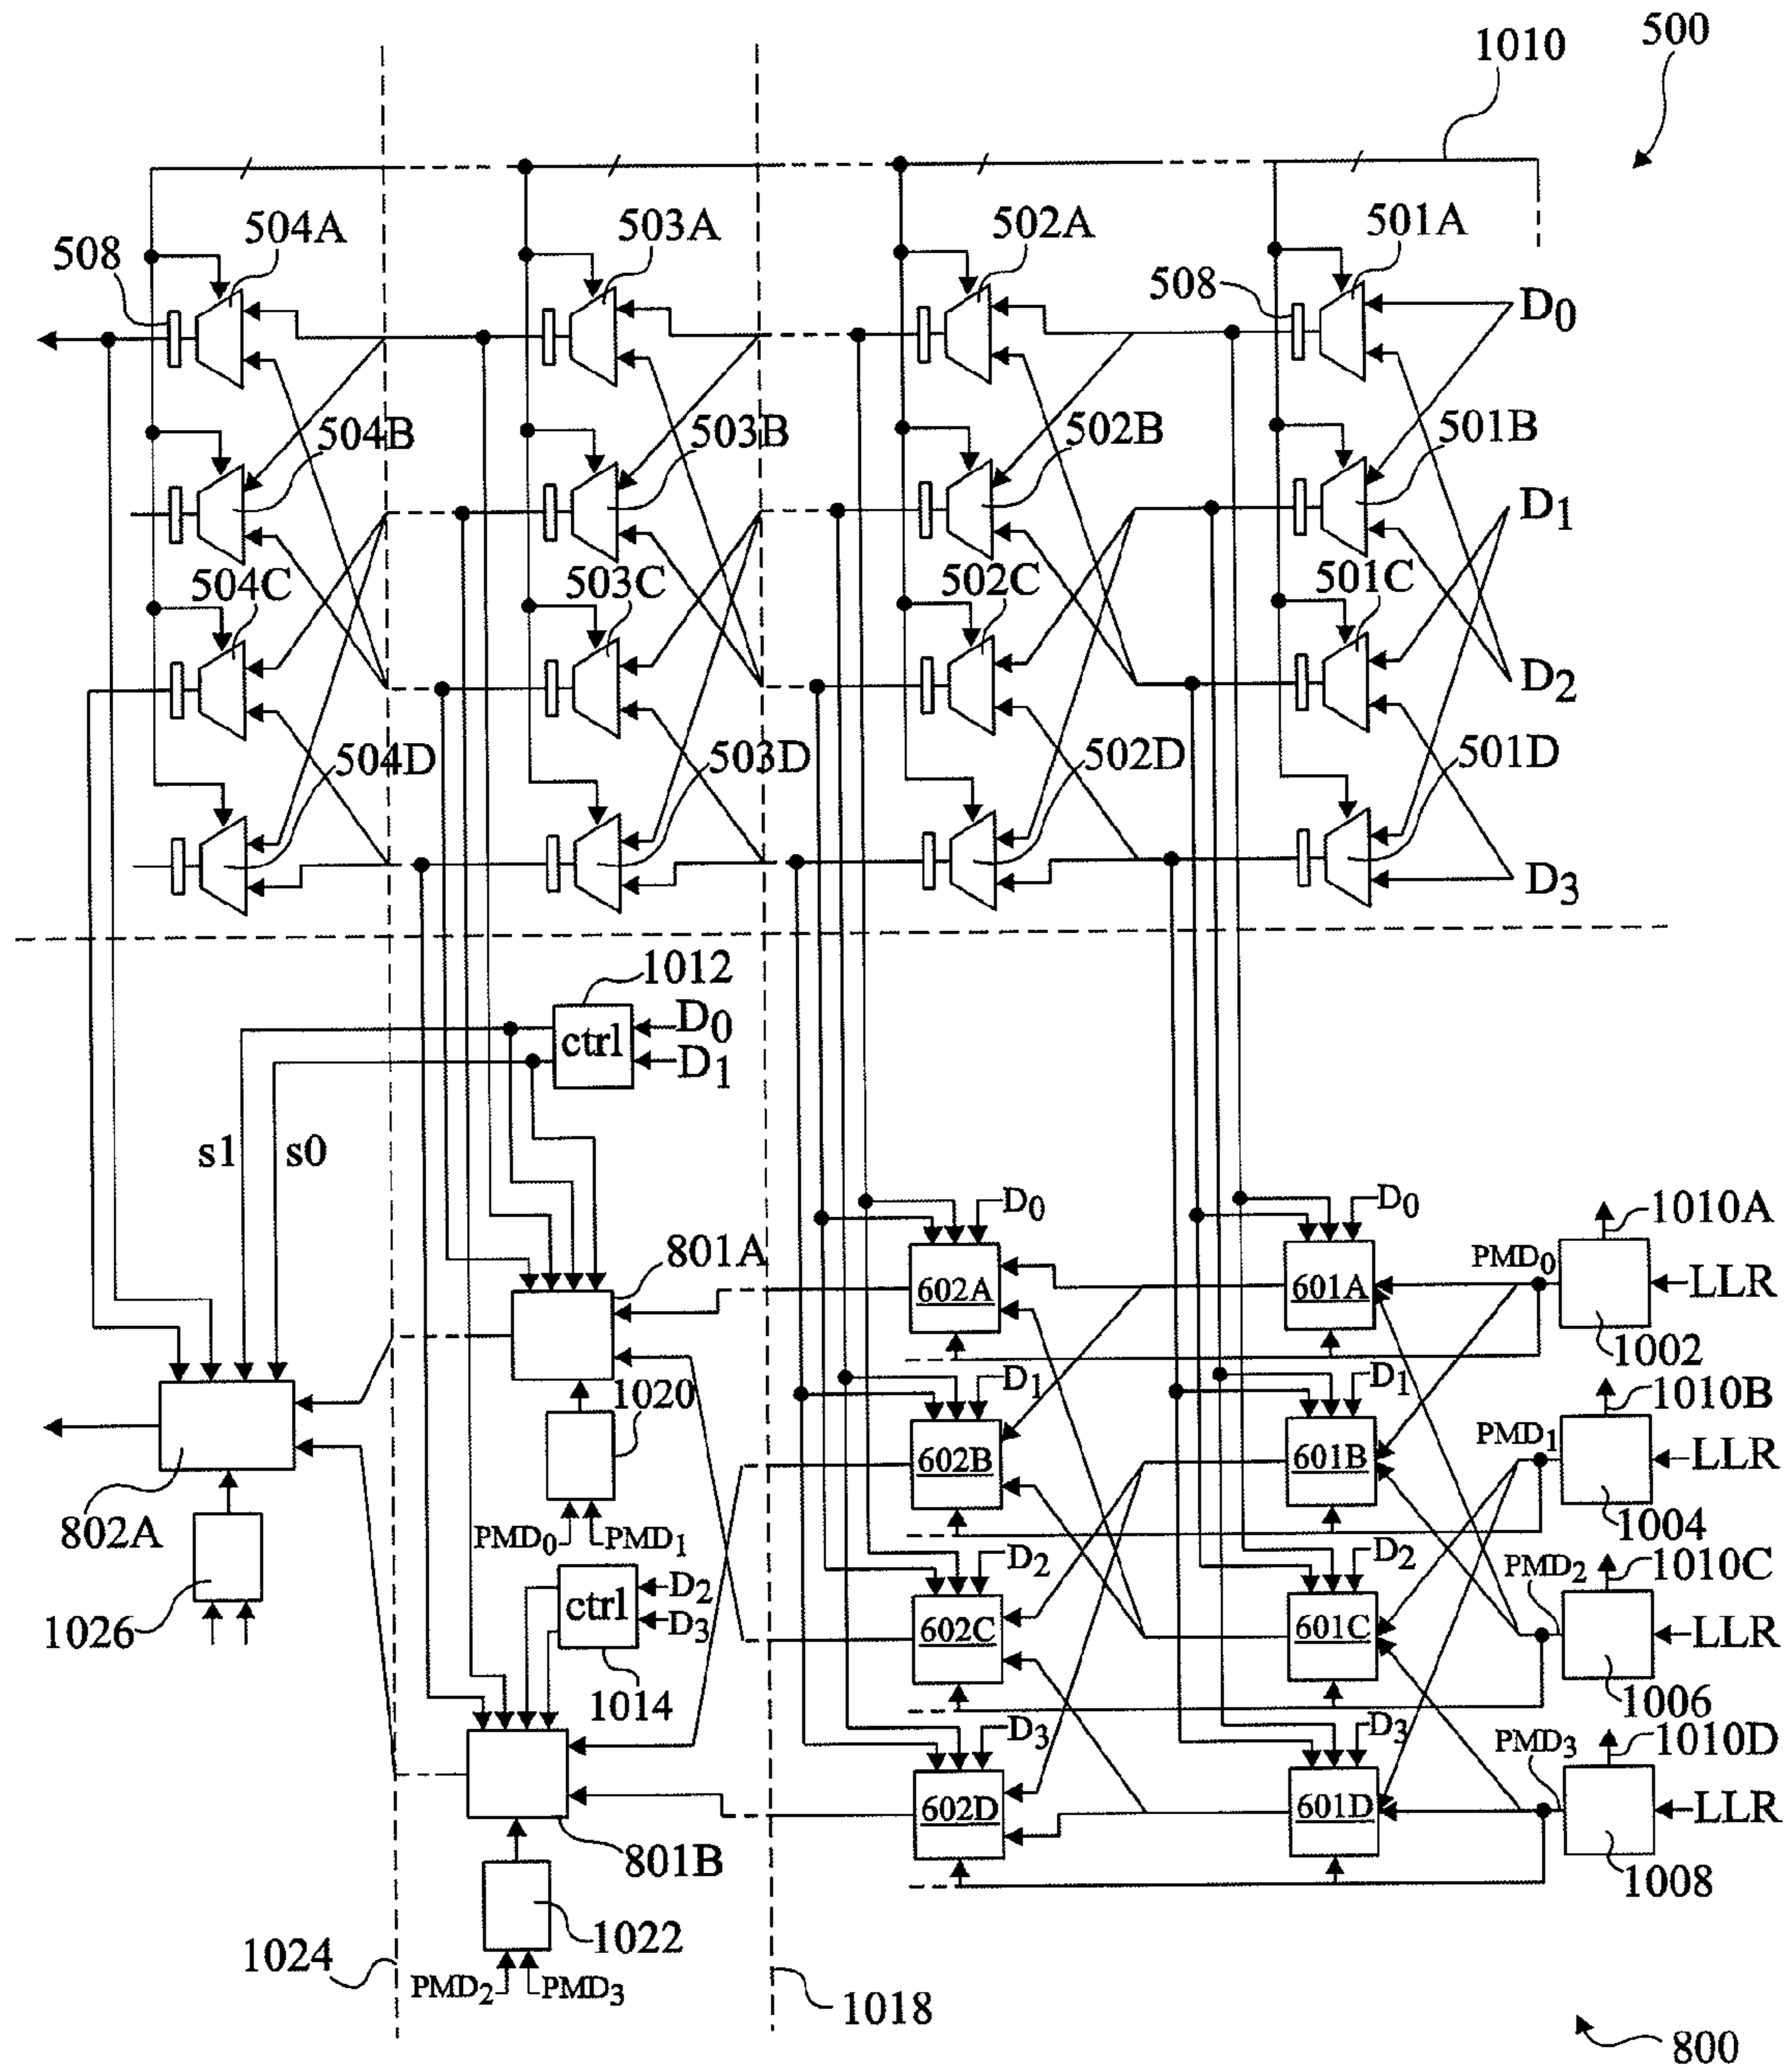 1010
500
504A
503A
502A
501A
508
508
D0
504B
503B
502B
501B
D1
504C
503C
502C
501C
D2
504D
503D
502D
501D
D3
1012
ctrl
D0
D1
s1
s0
D0
D0
1010A
801A
602A
601A
PMD0
LLR
1002
D1
D1
1020
1010B
PMD1
602B
601B
LLR
802A
PMD0
PMD1
1004
D2
D2
1010C
PMD2
ctrl
D2
D3
1026
602C
601C
LLR
1014
1006
D3
D3
1010D
PMD3
602D
601D
LLR
801B
1008
1022
1024
PMD2
PMD3
1018
800